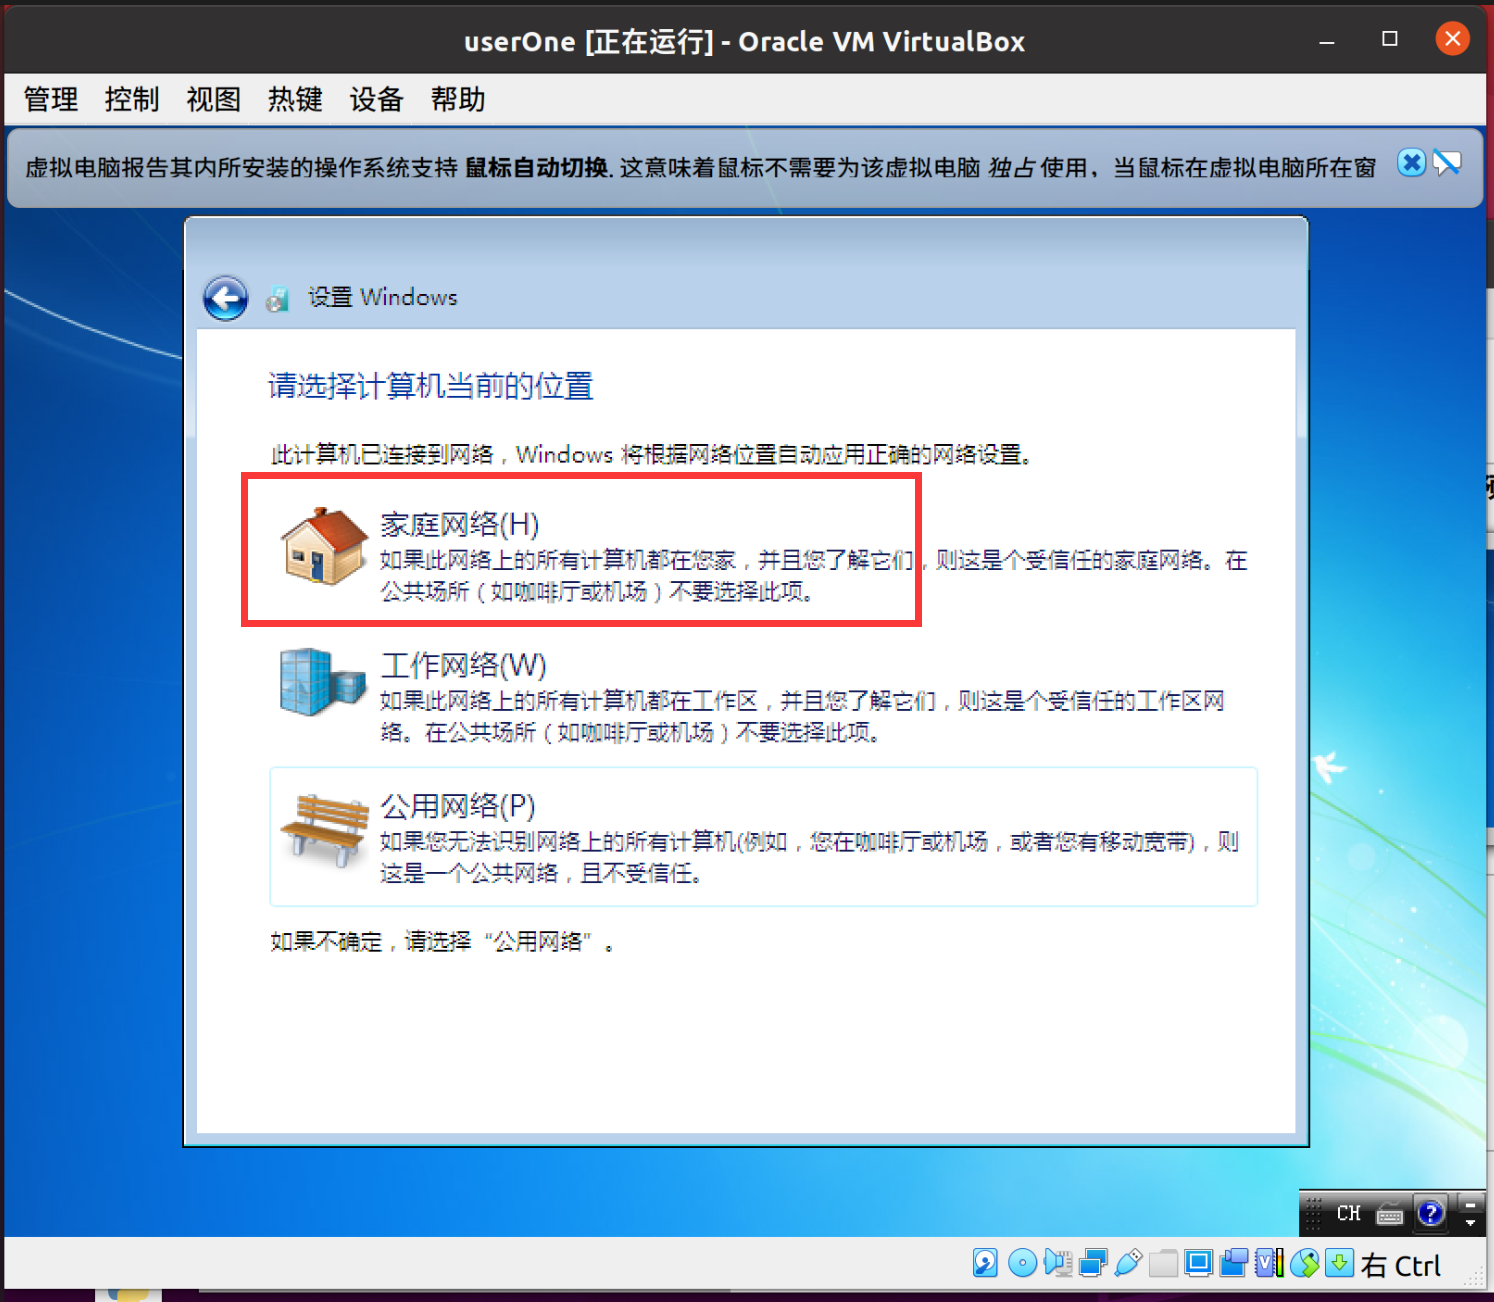 userOne [正在运行] - Oracle VM VirtualBox
管理 控制 视图 热键 设备 帮助
虚拟电脑报告其内所安装的操作系统支持 鼠标自动切换. 这意味着鼠标不需要为该虚拟电脑 独占 使用，当鼠标在虚拟电脑所在窗
设置 Windows
请选择计算机当前的位置
此计算机已连接到网络，Windows 将根据网络位置自动应用正确的网络设置。
家庭网络(H)
如果此网络上的所有计算机都在您家，并且您了解它们，则这是个受信任的家庭网络。在
公共场所（如咖啡厅或机场）不要选择此项。
工作网络(W)
如果此网络上的所有计算机都在工作区，并且您了解它们，则这是个受信任的工作区网
络。在公共场所（如咖啡厅或机场）不要选择此项。
公用网络(P)
如果您无法识别网络上的所有计算机(例如，您在咖啡厅或机场，或者您有移动宽带)，则
这是一个公共网络，且不受信任。
如果不确定，请选择“公用网络”。
CH
右 Ctrl